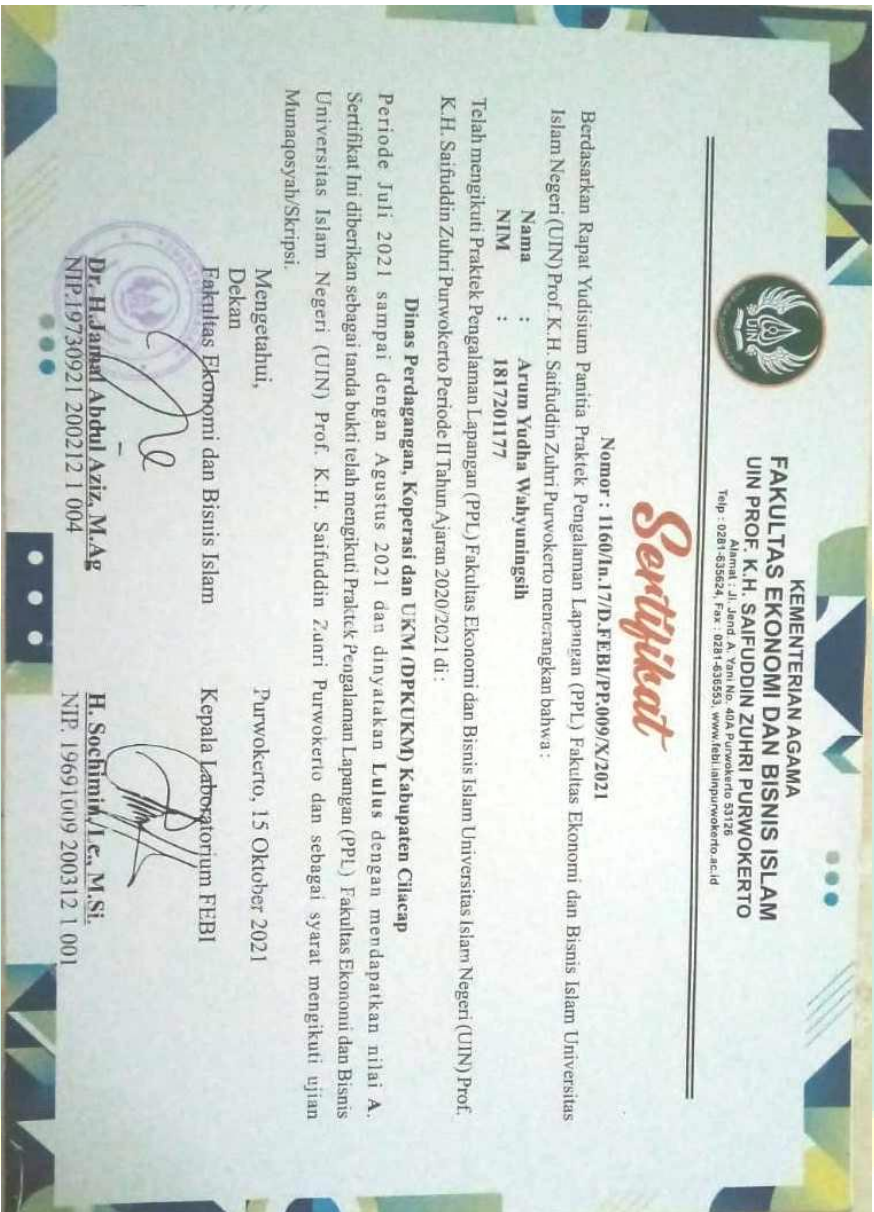 KEMENTERIAN AGAMA
FAKULTAS EKONOMI DAN BISNIS ISLAM
UIN PROF. K.H. SAIFUDDIN ZUHRI PURWOKERTO
Alamat : Jl. Jend. A. Yani No. 40A Purwokerto 53126
Telp : 0281-635624, Fax : 0281-636553, www.febi.iainpurwokerto.ac.id
UIN
Sertifikat
Nomor : 1160/In.17/D.FEBI/PP.009/X/2021
Berdasarkan Rapat Yudisium Panitia Praktek Pengalaman Lapangan (PPL) Fakultas Ekonomi dan Bisnis Islam Universitas
Islam Negeri (UIN) Prof. K.H. Saifuddin Zuhri Purwokerto menerangkan bahwa :
Nama : Arum Yudha Wahyuningsih
NIM : 1817201177
Telah mengikuti Praktek Pengalaman Lapangan (PPL) Fakultas Ekonomi dan Bisnis Islam Universitas Islam Negeri (UIN) Prof.
K.H. Saifuddin Zuhri Purwokerto Periode II Tahun Ajaran 2020/2021 di :
Dinas Perdagangan, Koperasi dan UKM (DPKUKM) Kabupaten Cilacap
Periode Juli 2021 sampai dengan Agustus 2021 dan dinyatakan Lulus dengan mendapatkan nilai A.
Sertifikat Ini diberikan sebagai tanda bukti telah mengikuti Praktek Pengalaman Lapangan (PPL) Fakultas Ekonomi dan Bisnis
Universitas Islam Negeri (UIN) Prof. K.H. Saifuddin Zuhri Purwokerto dan sebagai syarat mengikuti ujian
Munaqosyah/Skripsi.
Mengetahui,
Dekan
Fakultas Ekonomi dan Bisnis Islam
Dr. H.Jamal Abdul Aziz, M.Ag
NIP.19730921 200212 1 004
Purwokerto, 15 Oktober 2021
Kepala Laboratorium FEBI
H. Sochimin, Lc., M.Si.
NIP. 19691009 200312 1 001